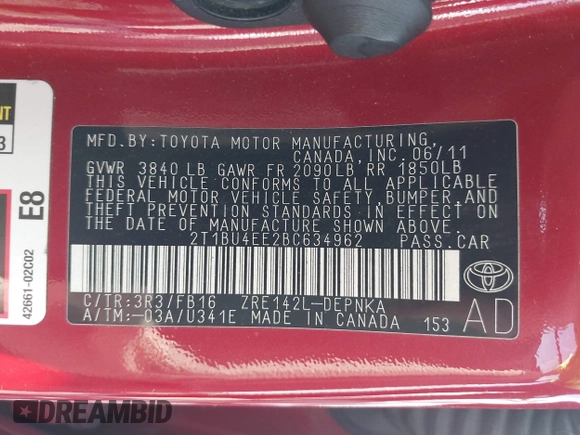 MFD.BY:TOYOTA MOTOR MANUFACTURING,
CANADA, INC. 06/11
GVWR 3840 LB GAWR FR 2090LB RR 1850LB
THIS VEHICLE CONFORMS TO ALL APPLICABLE
FEDERAL MOTOR VEHICLE SAFETY,BUMPER,AND
THEFT PREVENTION STANDARDS IN EFFECT ON
THE DATE OF MANUFACTURE SHOWN ABOVE.
2T1BU4EE2BC634962 PASS.CAR
C/TR:3R3/FB16 ZRE142L-DEPNKA
A/TM:-03A/U341E MADE IN CANADA 153
AD
E8
42661-02C02
DREAMBID